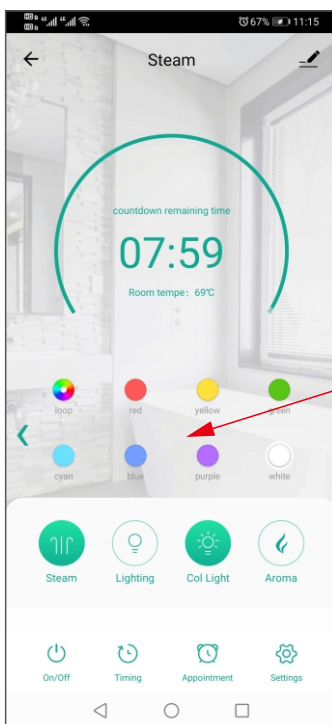 67% 11:15
Steam
countdown remaining time
07:59
Room tempe: 69℃
loop red yellow green
cyan blue purple white
Steam Lighting Col Light Aroma
On/Off Timing Appointment Settings